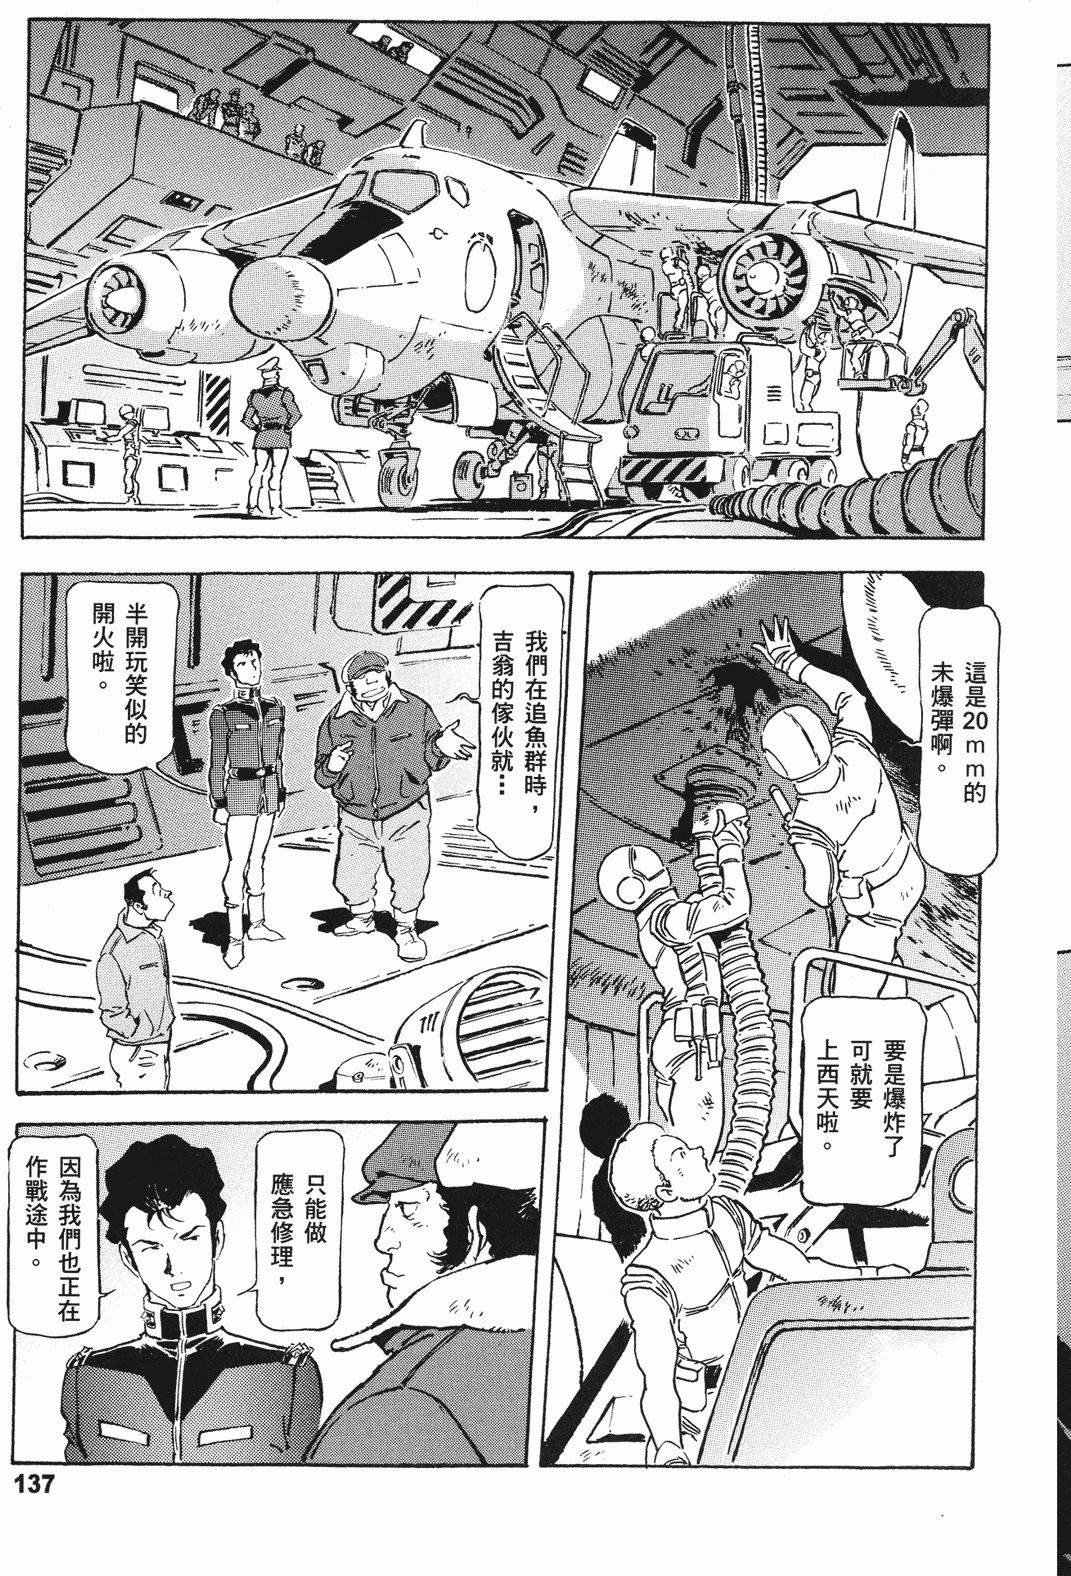 這是20mm的
未爆彈啊。
要是爆炸了
可就要
上西天啦。
我們在追魚群時，
吉翁的傢伙就…
半開玩笑似的
開火啦。
只能做
應急修理，
因為我們也正在
作戰途中。
137